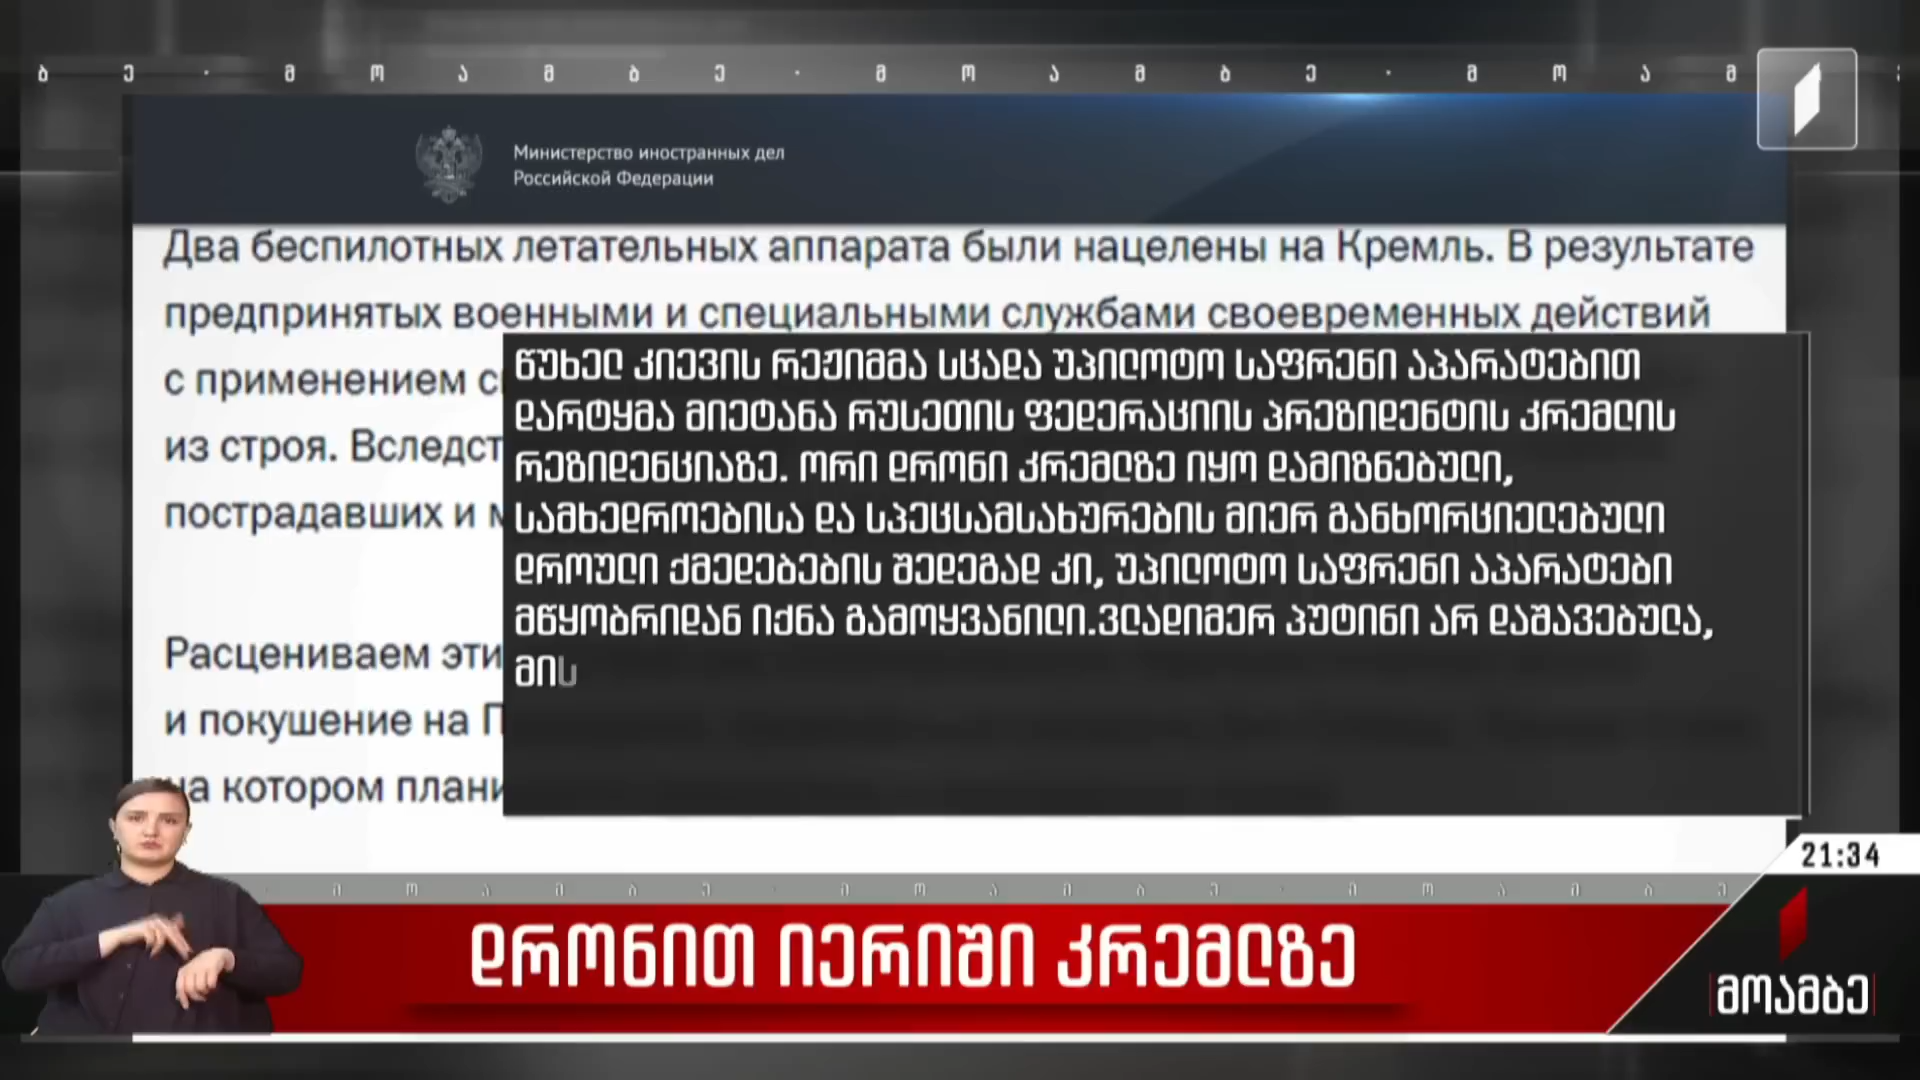 ბ ე · მ ო ა მ ბ ე · მ ო ა მ ბ ე · მ ო ა მ
Министерство иностранных дел
Российской Федерации
Два беспилотных летательных аппарата были нацелены на Кремль. В результате
предпринятых военными и специальными службами своевременных действий
с применением
из строя. Вследст
пострадавших и
Расцениваем эти
и покушение на П
на котором плани
წუხელ კიევის რეჟიმმა სცადა უპილოტო საფრენი აპარატებით
დარტყმა მიეტანა რუსეთის ფედერაციის პრეზიდენტის კრემლის
რეზიდენციაზე. ორი დრონი კრემლზე იყო დამიზნებული,
სამხედროებისა და სპეცსამსახურების მიერ განხორციელებული
დროული ქმედებების შედეგად კი, უპილოტო საფრენი აპარატები
მწყობრიდან იქნა გამოყვანილი.ვლადიმერ პუტინი არ დაშავებულა,
მის
21:34
მ ო ა მ ბ ე · მ ო ა მ ბ ე · მ ო ა მ ბ ე
დრონით იერიში კრემლზე
მოამბე